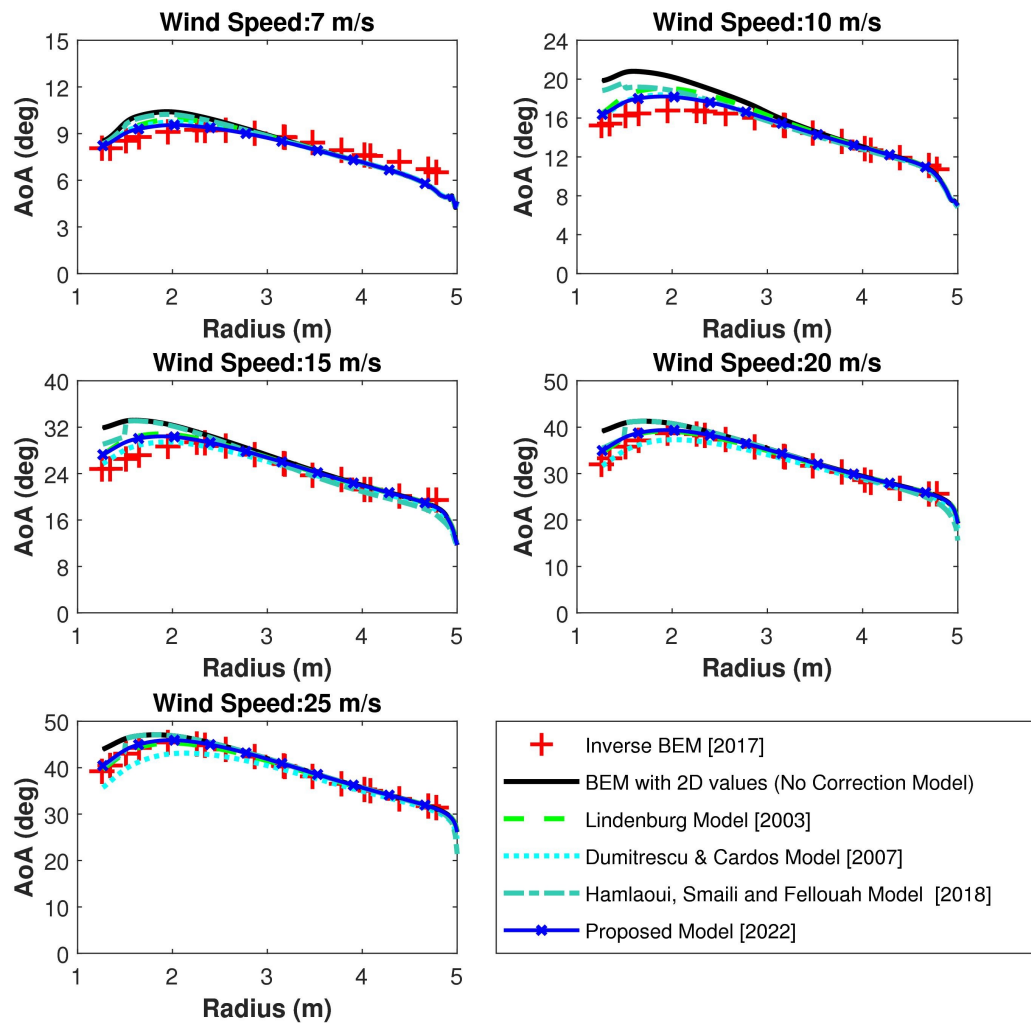 Wind Speed:7 m/s
Wind Speed:10 m/s
AoA (deg)
15
12
9
6
3
0
1 2 3 4 5
Radius (m)
AoA (deg)
24
20
16
12
8
4
0
1 2 3 4 5
Radius (m)
Wind Speed:15 m/s
Wind Speed:20 m/s
AoA (deg)
40
32
24
16
8
0
1 2 3 4 5
Radius (m)
AoA (deg)
50
40
30
20
10
0
1 2 3 4 5
Radius (m)
Wind Speed:25 m/s
AoA (deg)
50
40
30
20
10
0
1 2 3 4 5
Radius (m)
Inverse BEM [2017]
BEM with 2D values (No Correction Model)
Lindenburg Model [2003]
Dumitrescu & Cardos Model [2007]
Hamlaoui, Smaili and Fellouah Model [2018]
Proposed Model [2022]